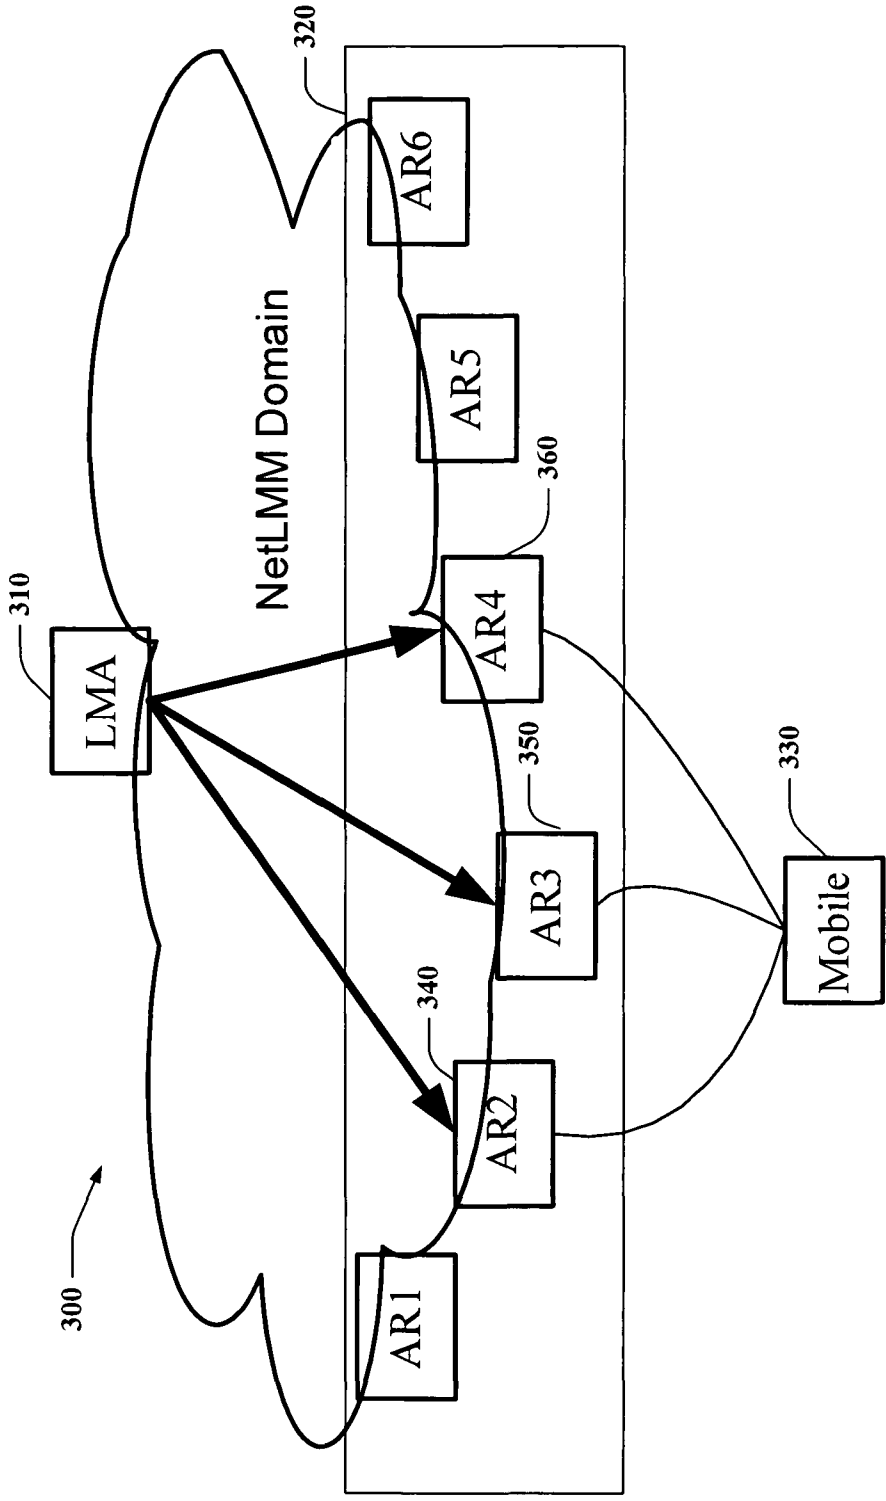 300
310
LMA
NetLMM Domain
320
AR1
340
AR2
350
AR3
360
AR4
AR5
AR6
330
Mobile